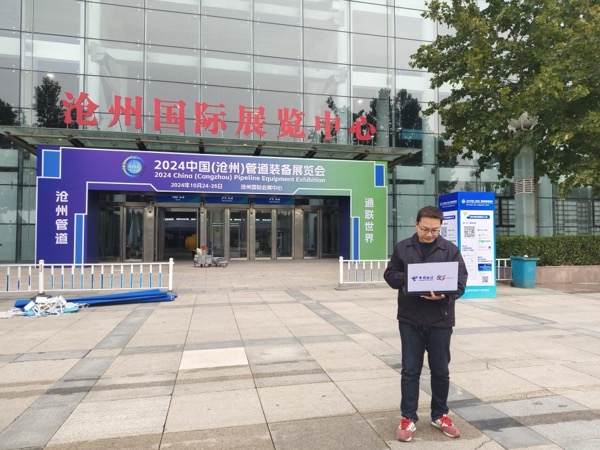 沧州国际展览中心
2024中国(沧州)管道装备展览会
2024 China (Cangzhou) Pipeline Equipment Exhibition
2024年10月24-26日 沧州国际会展中心
沧州管道
通联世界
中国电信